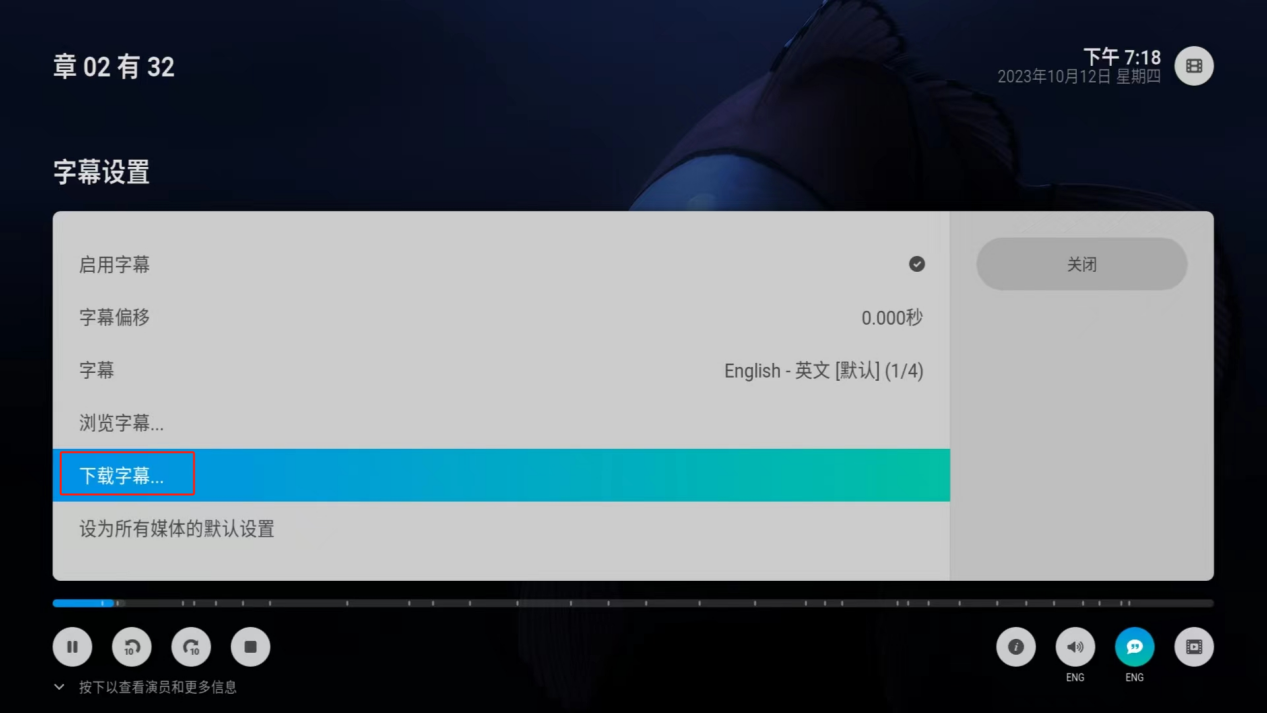 章 02 有 32
下午 7:18
2023年10月12日 星期四
字幕设置
启用字幕
关闭
字幕偏移 0.000秒
字幕 English - 英文 [默认] (1/4)
浏览字幕...
下载字幕...
设为所有媒体的默认设置
10 10
ENG ENG
按下以查看演员和更多信息